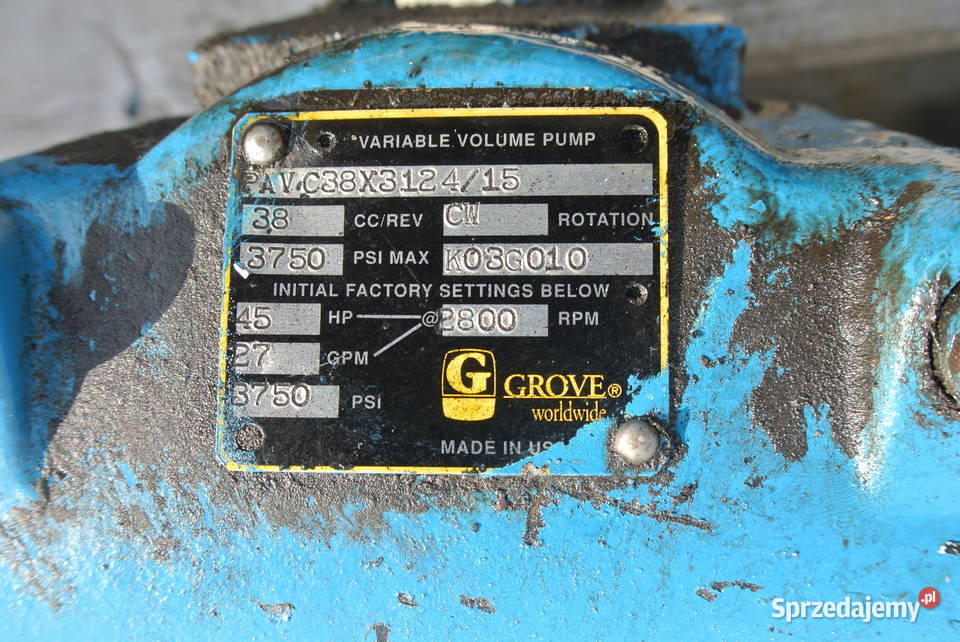 VARIABLE VOLUME PUMP
PAVC38X3124/15
38 CC/REV CW ROTATION
3750 PSI MAX K03G010
INITIAL FACTORY SETTINGS BELOW
45 HP @ 2800 RPM
27 GPM
3750 PSI
G GROVE®
worldwide
MADE IN US
Sprzedajemy.pl